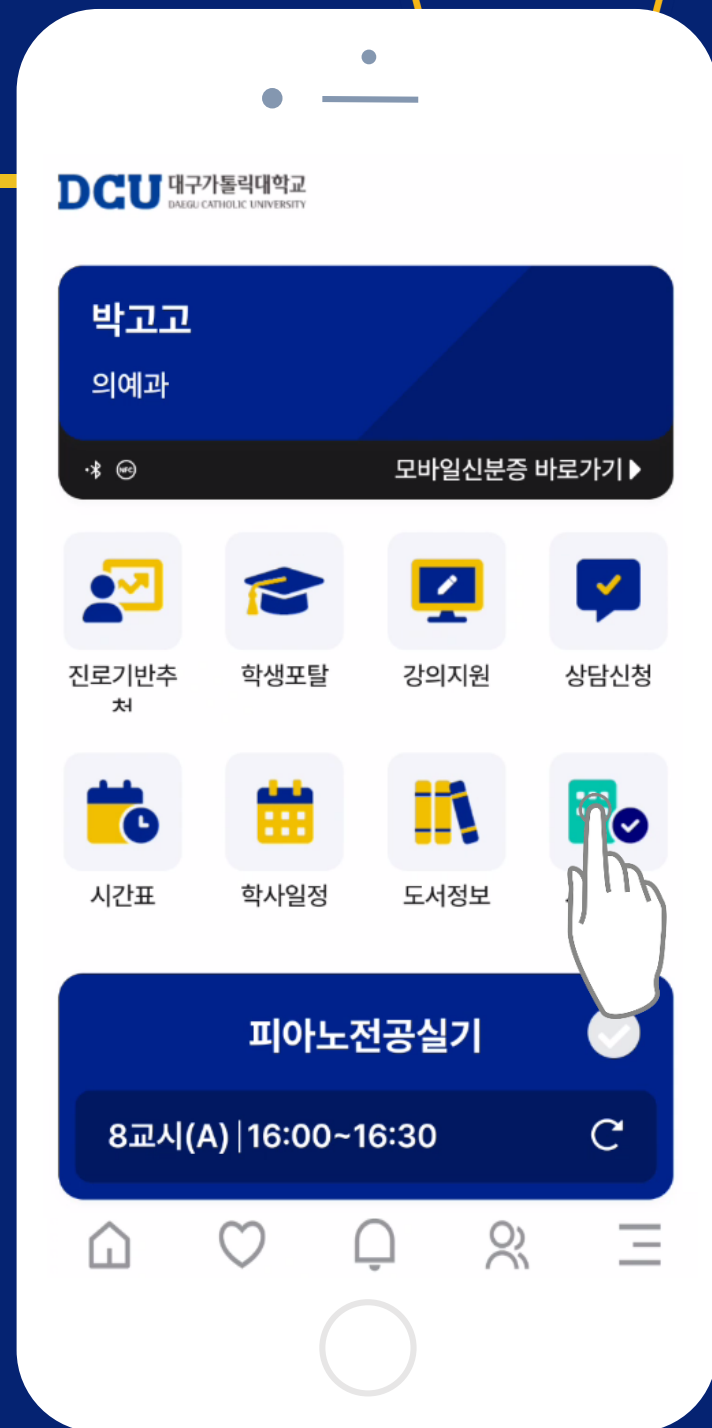 DCU 대구가톨릭대학교
DAEGU CATHOLIC UNIVERSITY
박고고
의예과
NFC 모바일신분증 바로가기
진로기반추 학생포탈 강의지원 상담신청
시간표 학사일정 도서정보
피아노전공실기
8교시(A) | 16:00~16:30